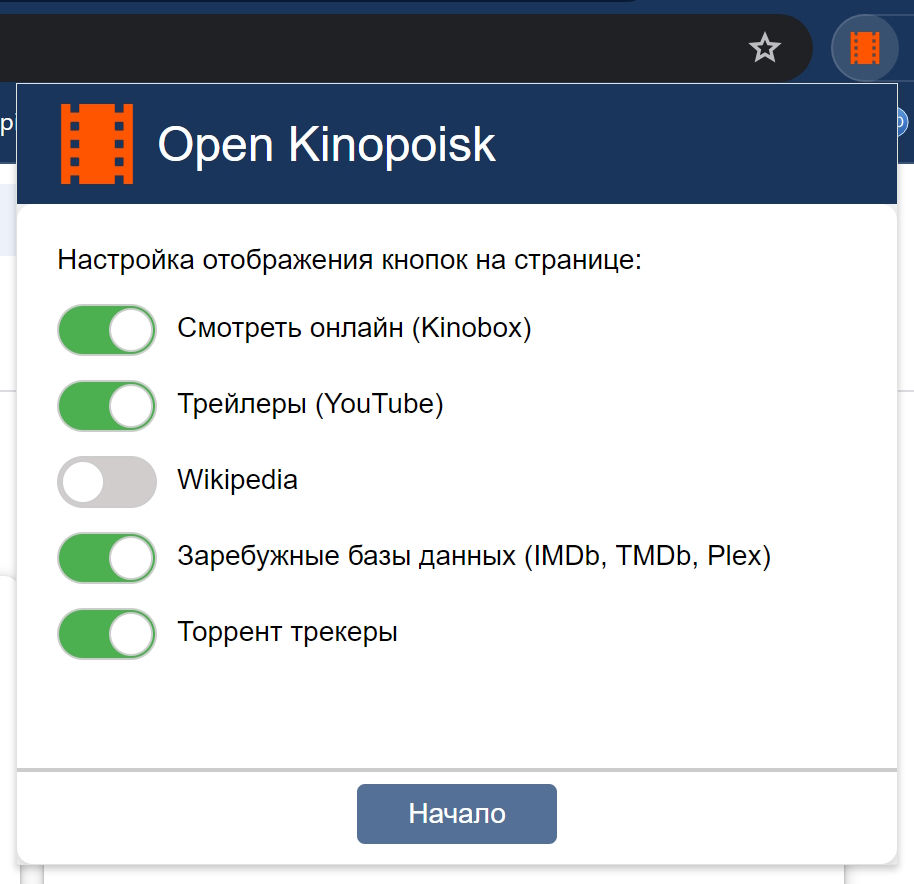 Open Kinopoisk
Настройка отображения кнопок на странице:
Смотреть онлайн (Kinobox)
Трейлеры (YouTube)
Wikipedia
Заребужные базы данных (IMDb, TMDb, Plex)
Торрент трекеры
Начало